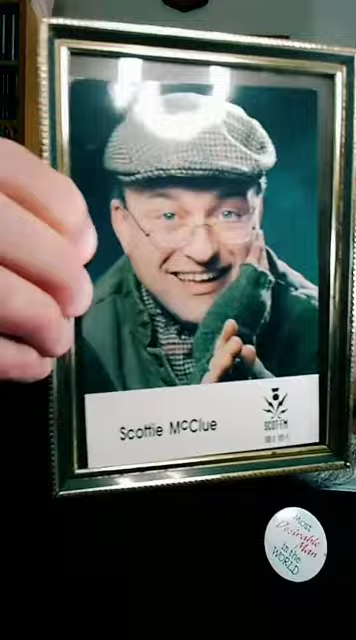 Scottie McClue
SCOT FM
Most
Desirable
Man
in the
WORLD